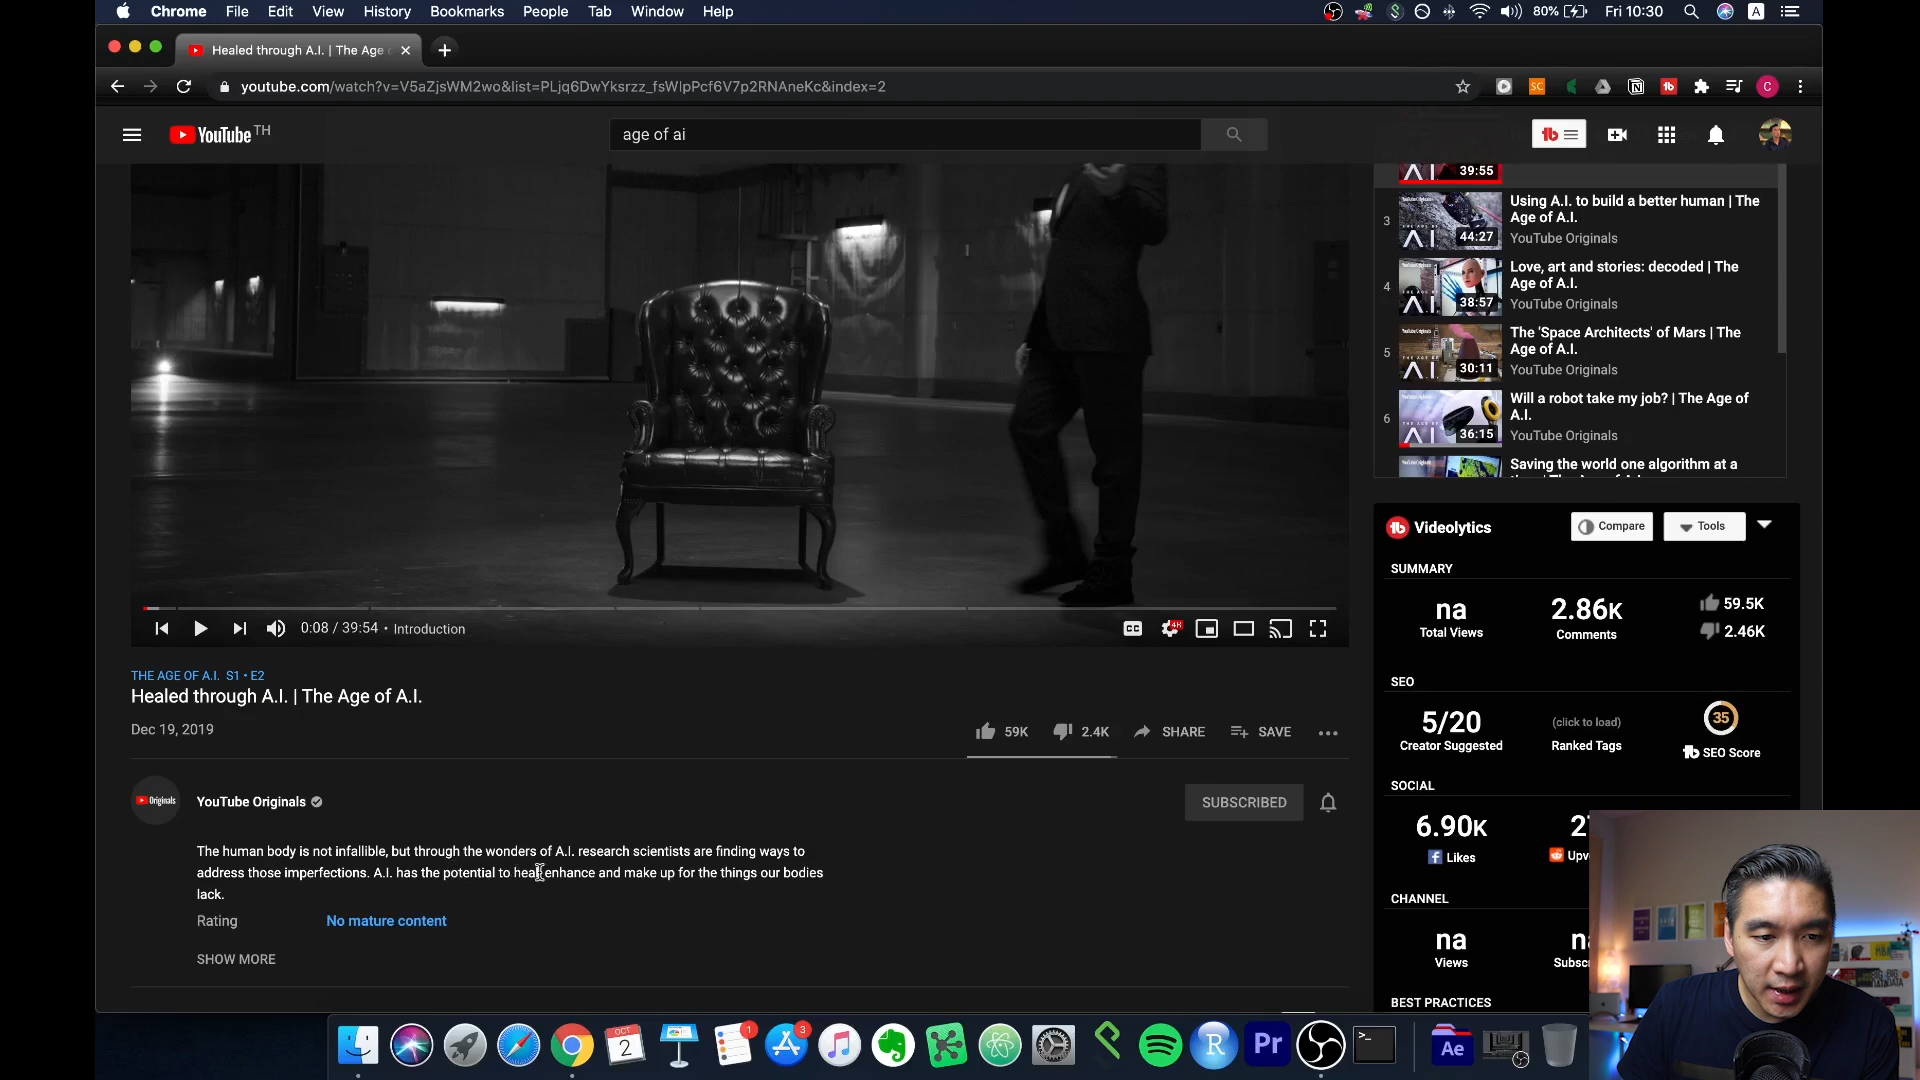 Chrome File Edit View History Bookmarks People Tab Window Help
80% Fri 10:30 A
Healed through A.I. | The Age
youtube.com/watch?v=V5aZjsWM2wo&list=PLjq6DwYksrzz_fsWIpPcf6V7p2RNAneKc&index=2
YouTube TH
age of ai
39:55
3
44:27
Using A.I. to build a better human | The
Age of A.I.
YouTube Originals
4
38:57
Love, art and stories: decoded | The
Age of A.I.
YouTube Originals
5
30:11
The 'Space Architects' of Mars | The
Age of A.I.
YouTube Originals
6
36:15
Will a robot take my job? | The Age of
A.I.
YouTube Originals
Saving the world one algorithm at a
0:08 / 39:54 • Introduction
CC
4K
THE AGE OF A.I. S1 • E2
Healed through A.I. | The Age of A.I.
Dec 19, 2019
59K 2.4K SHARE SAVE
Originals
YouTube Originals
SUBSCRIBED
The human body is not infallible, but through the wonders of A.I. research scientists are finding ways to
address those imperfections. A.I. has the potential to heal enhance and make up for the things our bodies
lack.
Rating No mature content
SHOW MORE
Videolytics
Compare Tools
SUMMARY
na 2.86K 59.5K
Total Views Comments 2.46K
SEO
5/20 (click to load) 35
Creator Suggested Ranked Tags SEO Score
SOCIAL
6.90K
Likes
CHANNEL
na
Views
BEST PRACTICES
OCT
2
1
3
R
Pr
Ae